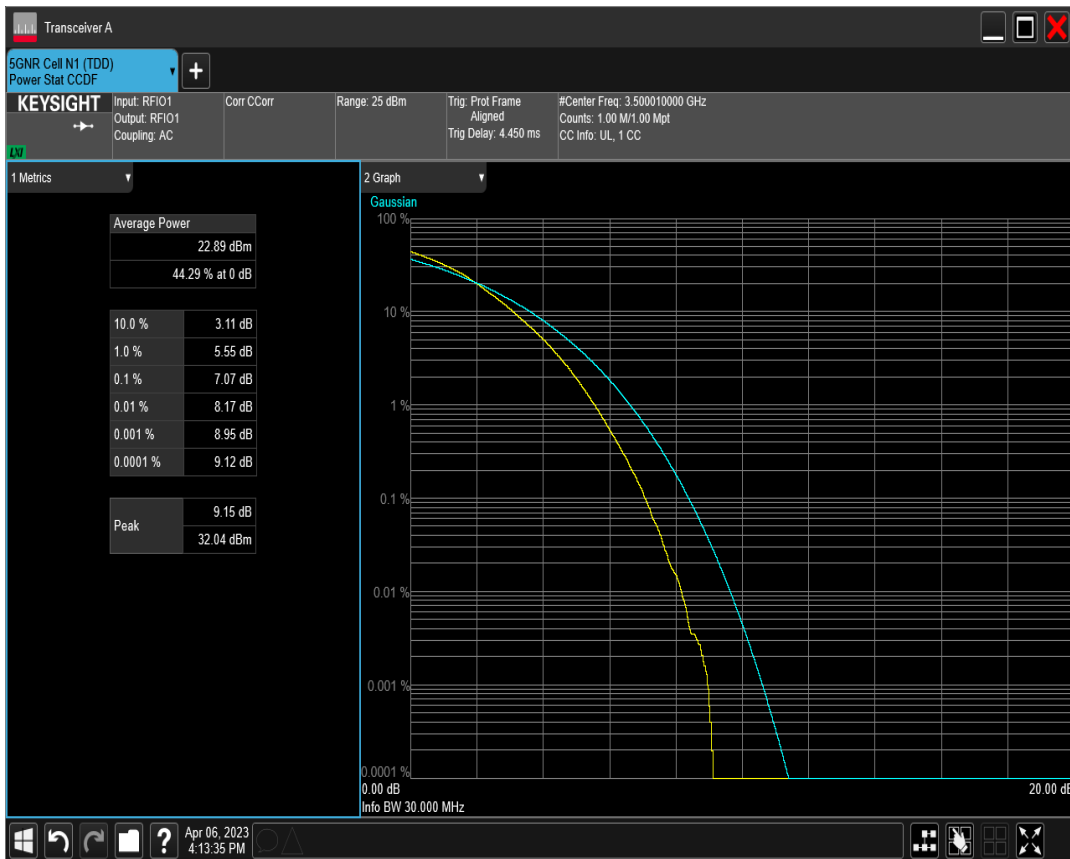 Transceiver A
5GNR Cell N1 (TDD)
Power Stat CCDF
+
KEYSIGHT
LXI
Input: RFIO1
Output: RFIO1
Coupling: AC
Corr CCorr
Range: 25 dBm
Trig: Prot Frame
Aligned
Trig Delay: 4.450 ms
#Center Freq: 3.500010000 GHz
Counts: 1.00 M/1.00 Mpt
CC Info: UL, 1 CC
1 Metrics
Average Power
22.89 dBm
44.29 % at 0 dB
10.0 % 3.11 dB
1.0 % 5.55 dB
0.1 % 7.07 dB
0.01 % 8.17 dB
0.001 % 8.95 dB
0.0001 % 9.12 dB
Peak
9.15 dB
32.04 dBm
2 Graph
Gaussian
100 %
10 %
1 %
0.1 %
0.01 %
0.001 %
0.0001 %
0.00 dB 20.00 dB
Info BW 30.000 MHz
?
Apr 06, 2023
4:13:35 PM